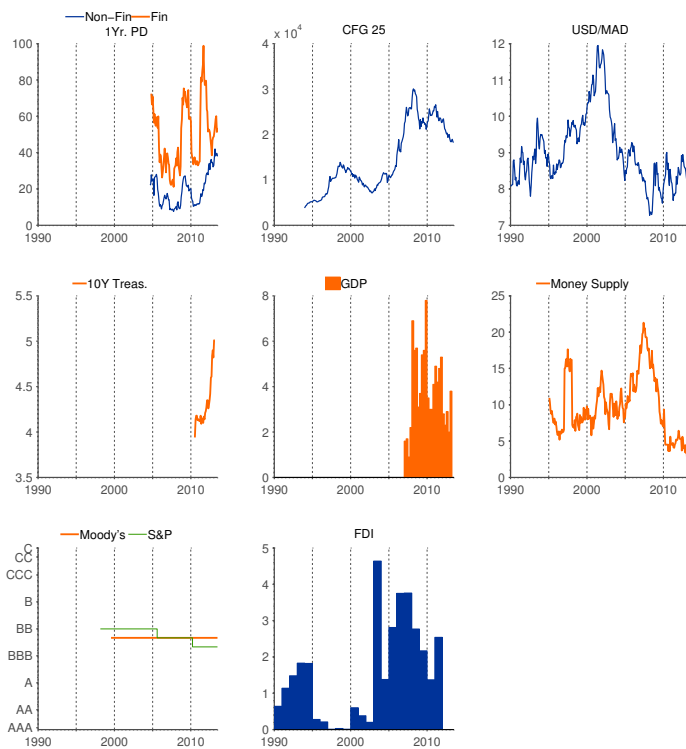 Non-Fin Fin
1Yr. PD
100
80
60
40
20
0
1990 2000 2010
x 10^4
CFG 25
4
3
2
1
0
1990 2000 2010
USD/MAD
12
11
10
9
8
7
1990 2000 2010
10Y Treas.
5.5
5
4.5
4
3.5
1990 2000 2010
GDP
8
6
4
2
0
1990 2000 2010
Money Supply
25
20
15
10
5
0
1990 2000 2010
Moody's S&P
C
CC
CCC
B
BB
BBB
A
AA
AAA
1990 2000 2010
FDI
5
4
3
2
1
0
1990 2000 2010